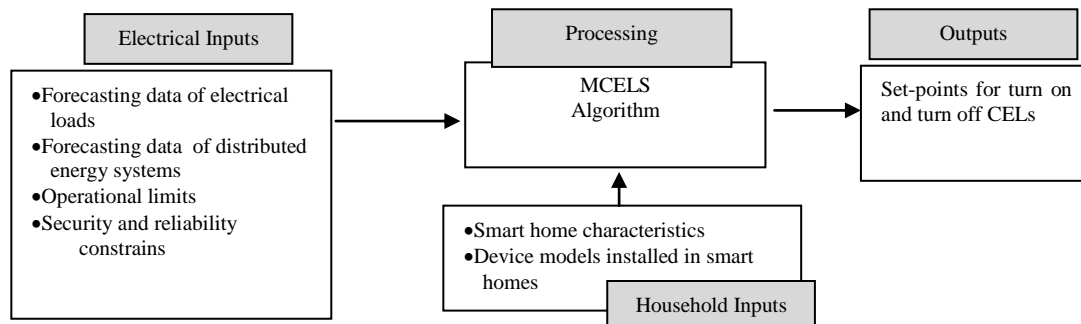 Electrical Inputs
•Forecasting data of electrical
loads
•Forecasting data of distributed
energy systems
•Operational limits
•Security and reliability
constrains
Processing
MCELS
Algorithm
•Smart home characteristics
•Device models installed in smart
homes
Household Inputs
Outputs
Set-points for turn on
and turn off CELs